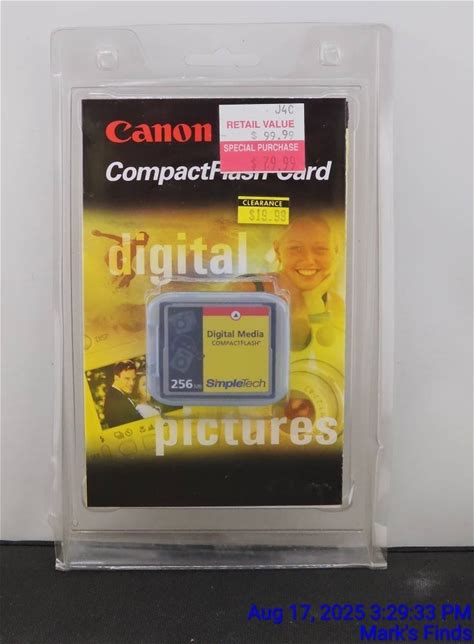 J4C
Canon
RETAIL VALUE
$ 99.99
SPECIAL PURCHASE
$ 79.99
CompactFlash Card
CLEARANCE
$19.99
digital
Digital Media
COMPACTFLASH
256MB
SimpleTech
pictures
Aug 17, 2025 3:29:33 PM
Mark's Finds